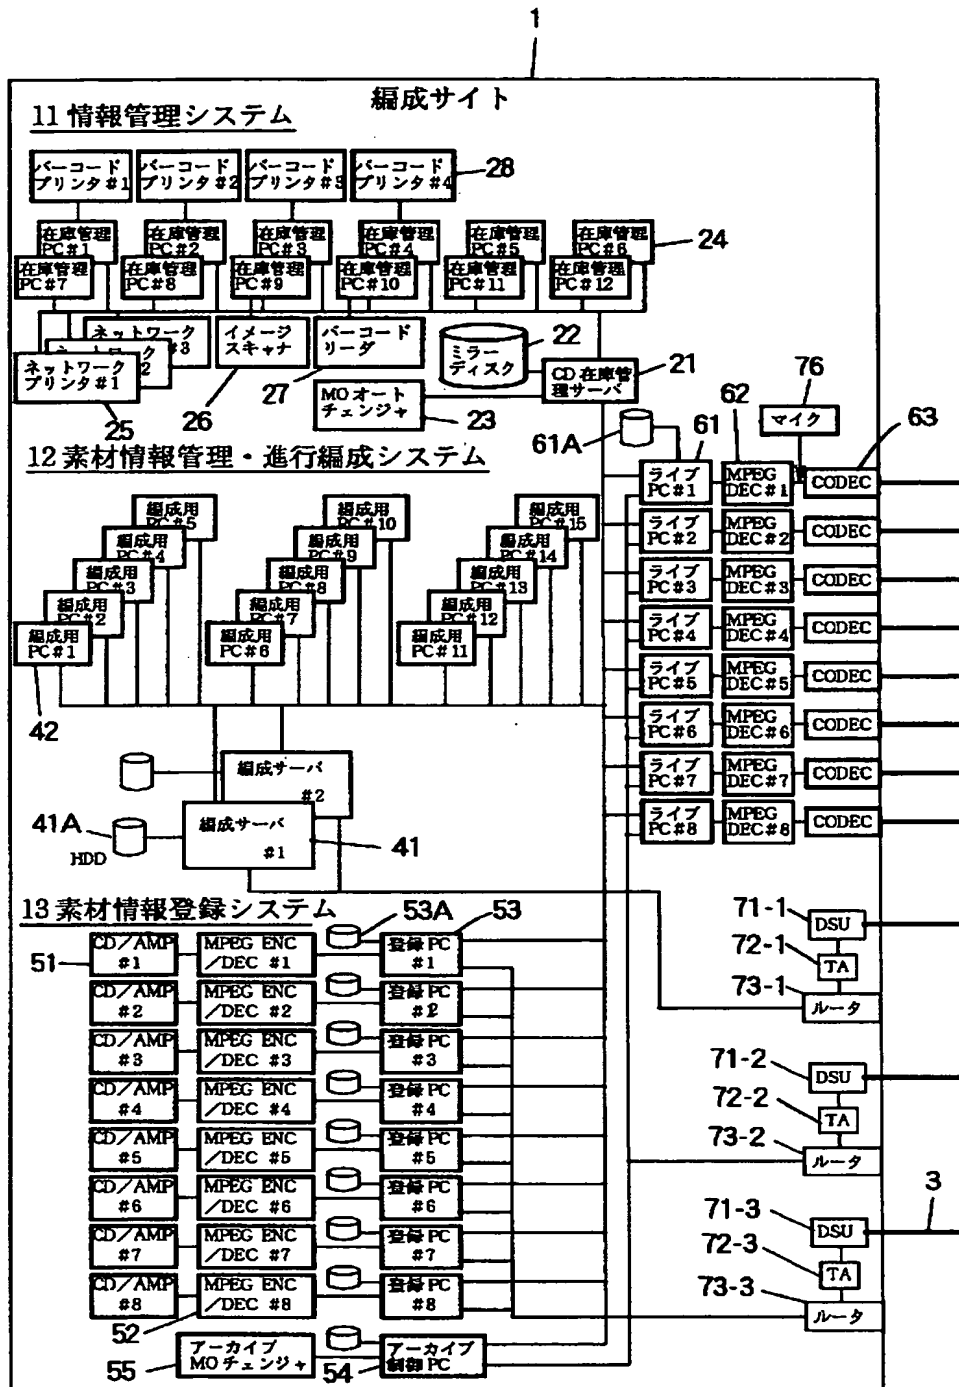 1
編成サイト
11 情報管理システム
バーコード
プリンタ#1
バーコード
プリンタ#2
バーコード
プリンタ#3
バーコード
プリンタ#4
28
在庫管理
PC#1
在庫管理
PC#2
在庫管理
PC#3
在庫管理
PC#4
在庫管理
PC#5
在庫管理
PC#6
24
在庫管理
PC#7
在庫管理
PC#8
在庫管理
PC#9
在庫管理
PC#10
在庫管理
PC#11
在庫管理
PC#12
ネットワーク
#3
ネットワーク
2
ネットワーク
プリンタ#1
イメージ
スキャナ
バーコード
リーダ
ミラー
ディスク
22
CD在庫管
理サーバ
21
MOオート
チェンジャ
25
26
27
23
12 素材情報管理・進行編成システム
61A
61
62
76
マイク
63
編成用
PC#5
編成用
PC#4
編成用
PC#3
編成用
PC#2
編成用
PC#1
編成用
PC#10
編成用
PC#9
編成用
PC#8
編成用
PC#7
編成用
PC#6
編成用
PC#15
編成用
PC#14
編成用
PC#13
編成用
PC#12
編成用
PC#11
42
ライブ
PC#1
MPEG
DEC#1
CODEC
ライブ
PC#2
MPEG
DEC#2
CODEC
ライブ
PC#3
MPEG
DEC#3
CODEC
ライブ
PC#4
MPEG
DEC#4
CODEC
ライブ
PC#5
MPEG
DEC#5
CODEC
ライブ
PC#6
MPEG
DEC#6
CODEC
ライブ
PC#7
MPEG
DEC#7
CODEC
ライブ
PC#8
MPEG
DEC#8
CODEC
編成サーバ
#2
編成サーバ
#1
41A
HDD
41
13 素材情報登録システム
53A
53
51
CD/AMP
#1
MPEG ENC
/DEC #1
登録PC
#1
CD/AMP
#2
MPEG ENC
/DEC #2
登録PC
#2
CD/AMP
#3
MPEG ENC
/DEC #3
登録PC
#3
CD/AMP
#4
MPEG ENC
/DEC #4
登録PC
#4
CD/AMP
#5
MPEG ENC
/DEC #5
登録PC
#5
CD/AMP
#6
MPEG ENC
/DEC #6
登録PC
#6
CD/AMP
#7
MPEG ENC
/DEC #7
登録PC
#7
CD/AMP
#8
MPEG ENC
/DEC #8
登録PC
#8
52
アーカイブ
MOチェンジャ
アーカイブ
制御PC
55
54
71-1
DSU
72-1
TA
73-1
ルータ
71-2
DSU
72-2
TA
73-2
ルータ
71-3
DSU
3
72-3
TA
73-3
ルータ